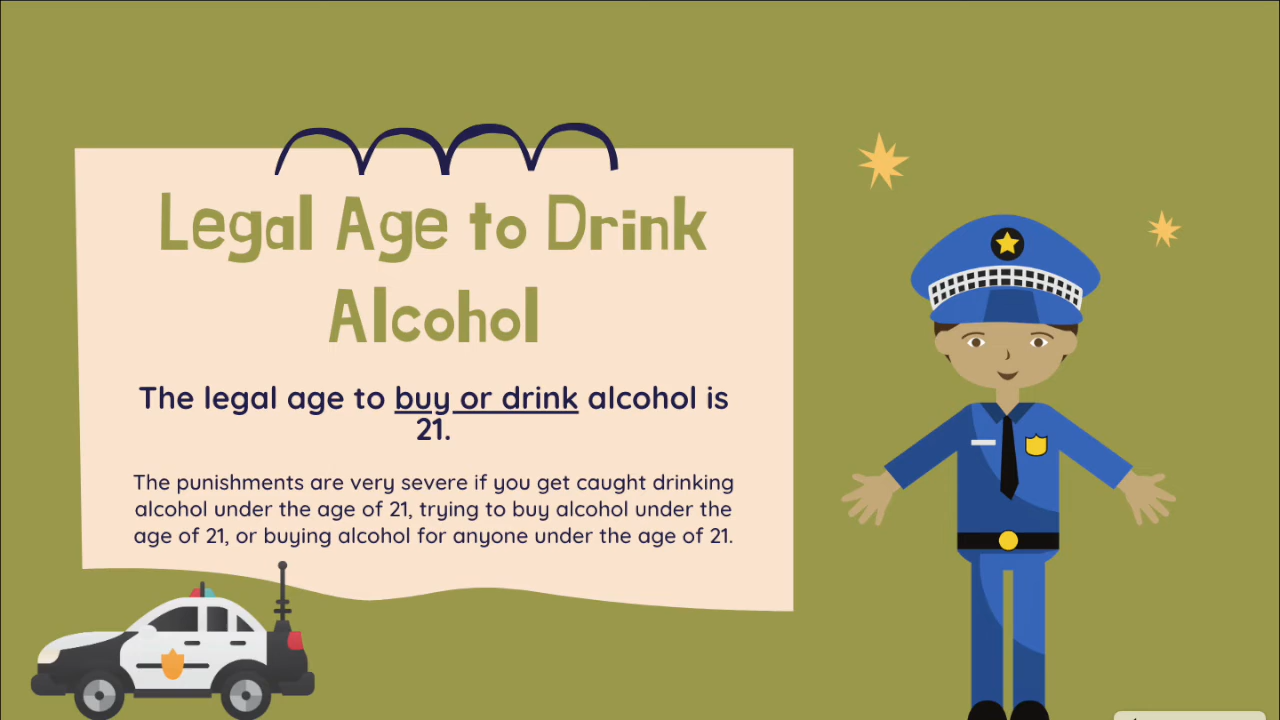 Legal Age to Drink
Alcohol
The legal age to buy or drink alcohol is
21.
The punishments are very severe if you get caught drinking
alcohol under the age of 21, trying to buy alcohol under the
age of 21, or buying alcohol for anyone under the age of 21.